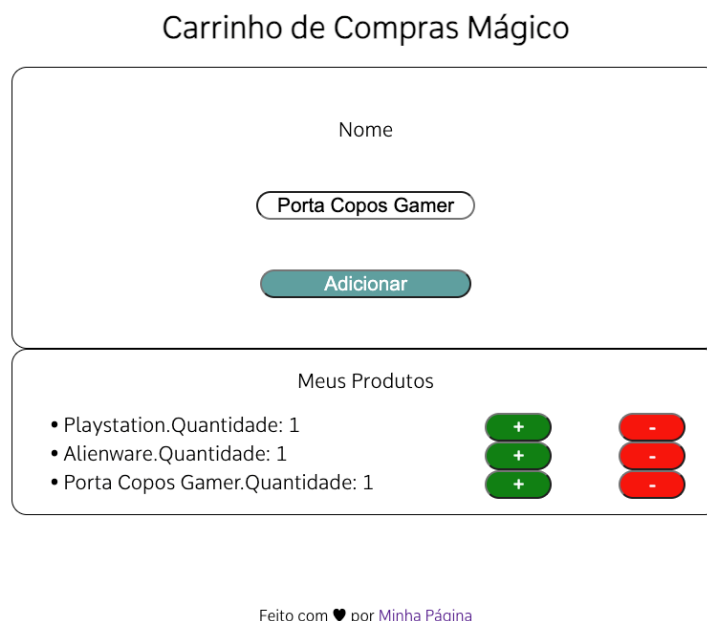 Carrinho de Compras Mágico
Nome
Porta Copos Gamer
Adicionar
Meus Produtos
• Playstation.Quantidade: 1 + -
• Alienware.Quantidade: 1 + -
• Porta Copos Gamer.Quantidade: 1 + -
Feito com ♥ por Minha Página